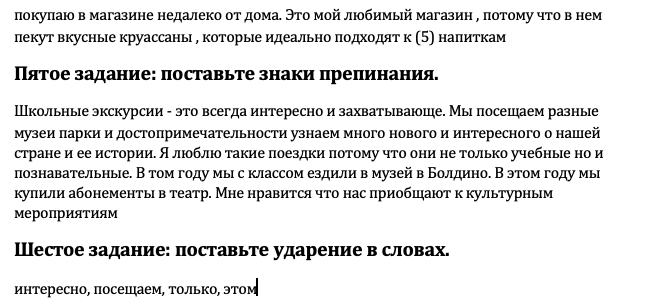 покупаю в магазине недалеко от дома. Это мой любимый магазин , потому что в нем
пекут вкусные круассаны , которые идеально подходят к (5) напиткам
Пятое задание: поставьте знаки препинания.
Школьные экскурсии - это всегда интересно и захватывающе. Мы посещаем разные
музеи парки и достопримечательности узнаем много нового и интересного о нашей
стране и ее истории. Я люблю такие поездки потому что они не только учебные но и
познавательные. В том году мы с классом ездили в музей в Болдино. В этом году мы
купили абонементы в театр. Мне нравится что нас приобщают к культурным
мероприятиям
Шестое задание: поставьте ударение в словах.
интересно, посещаем, только, этом